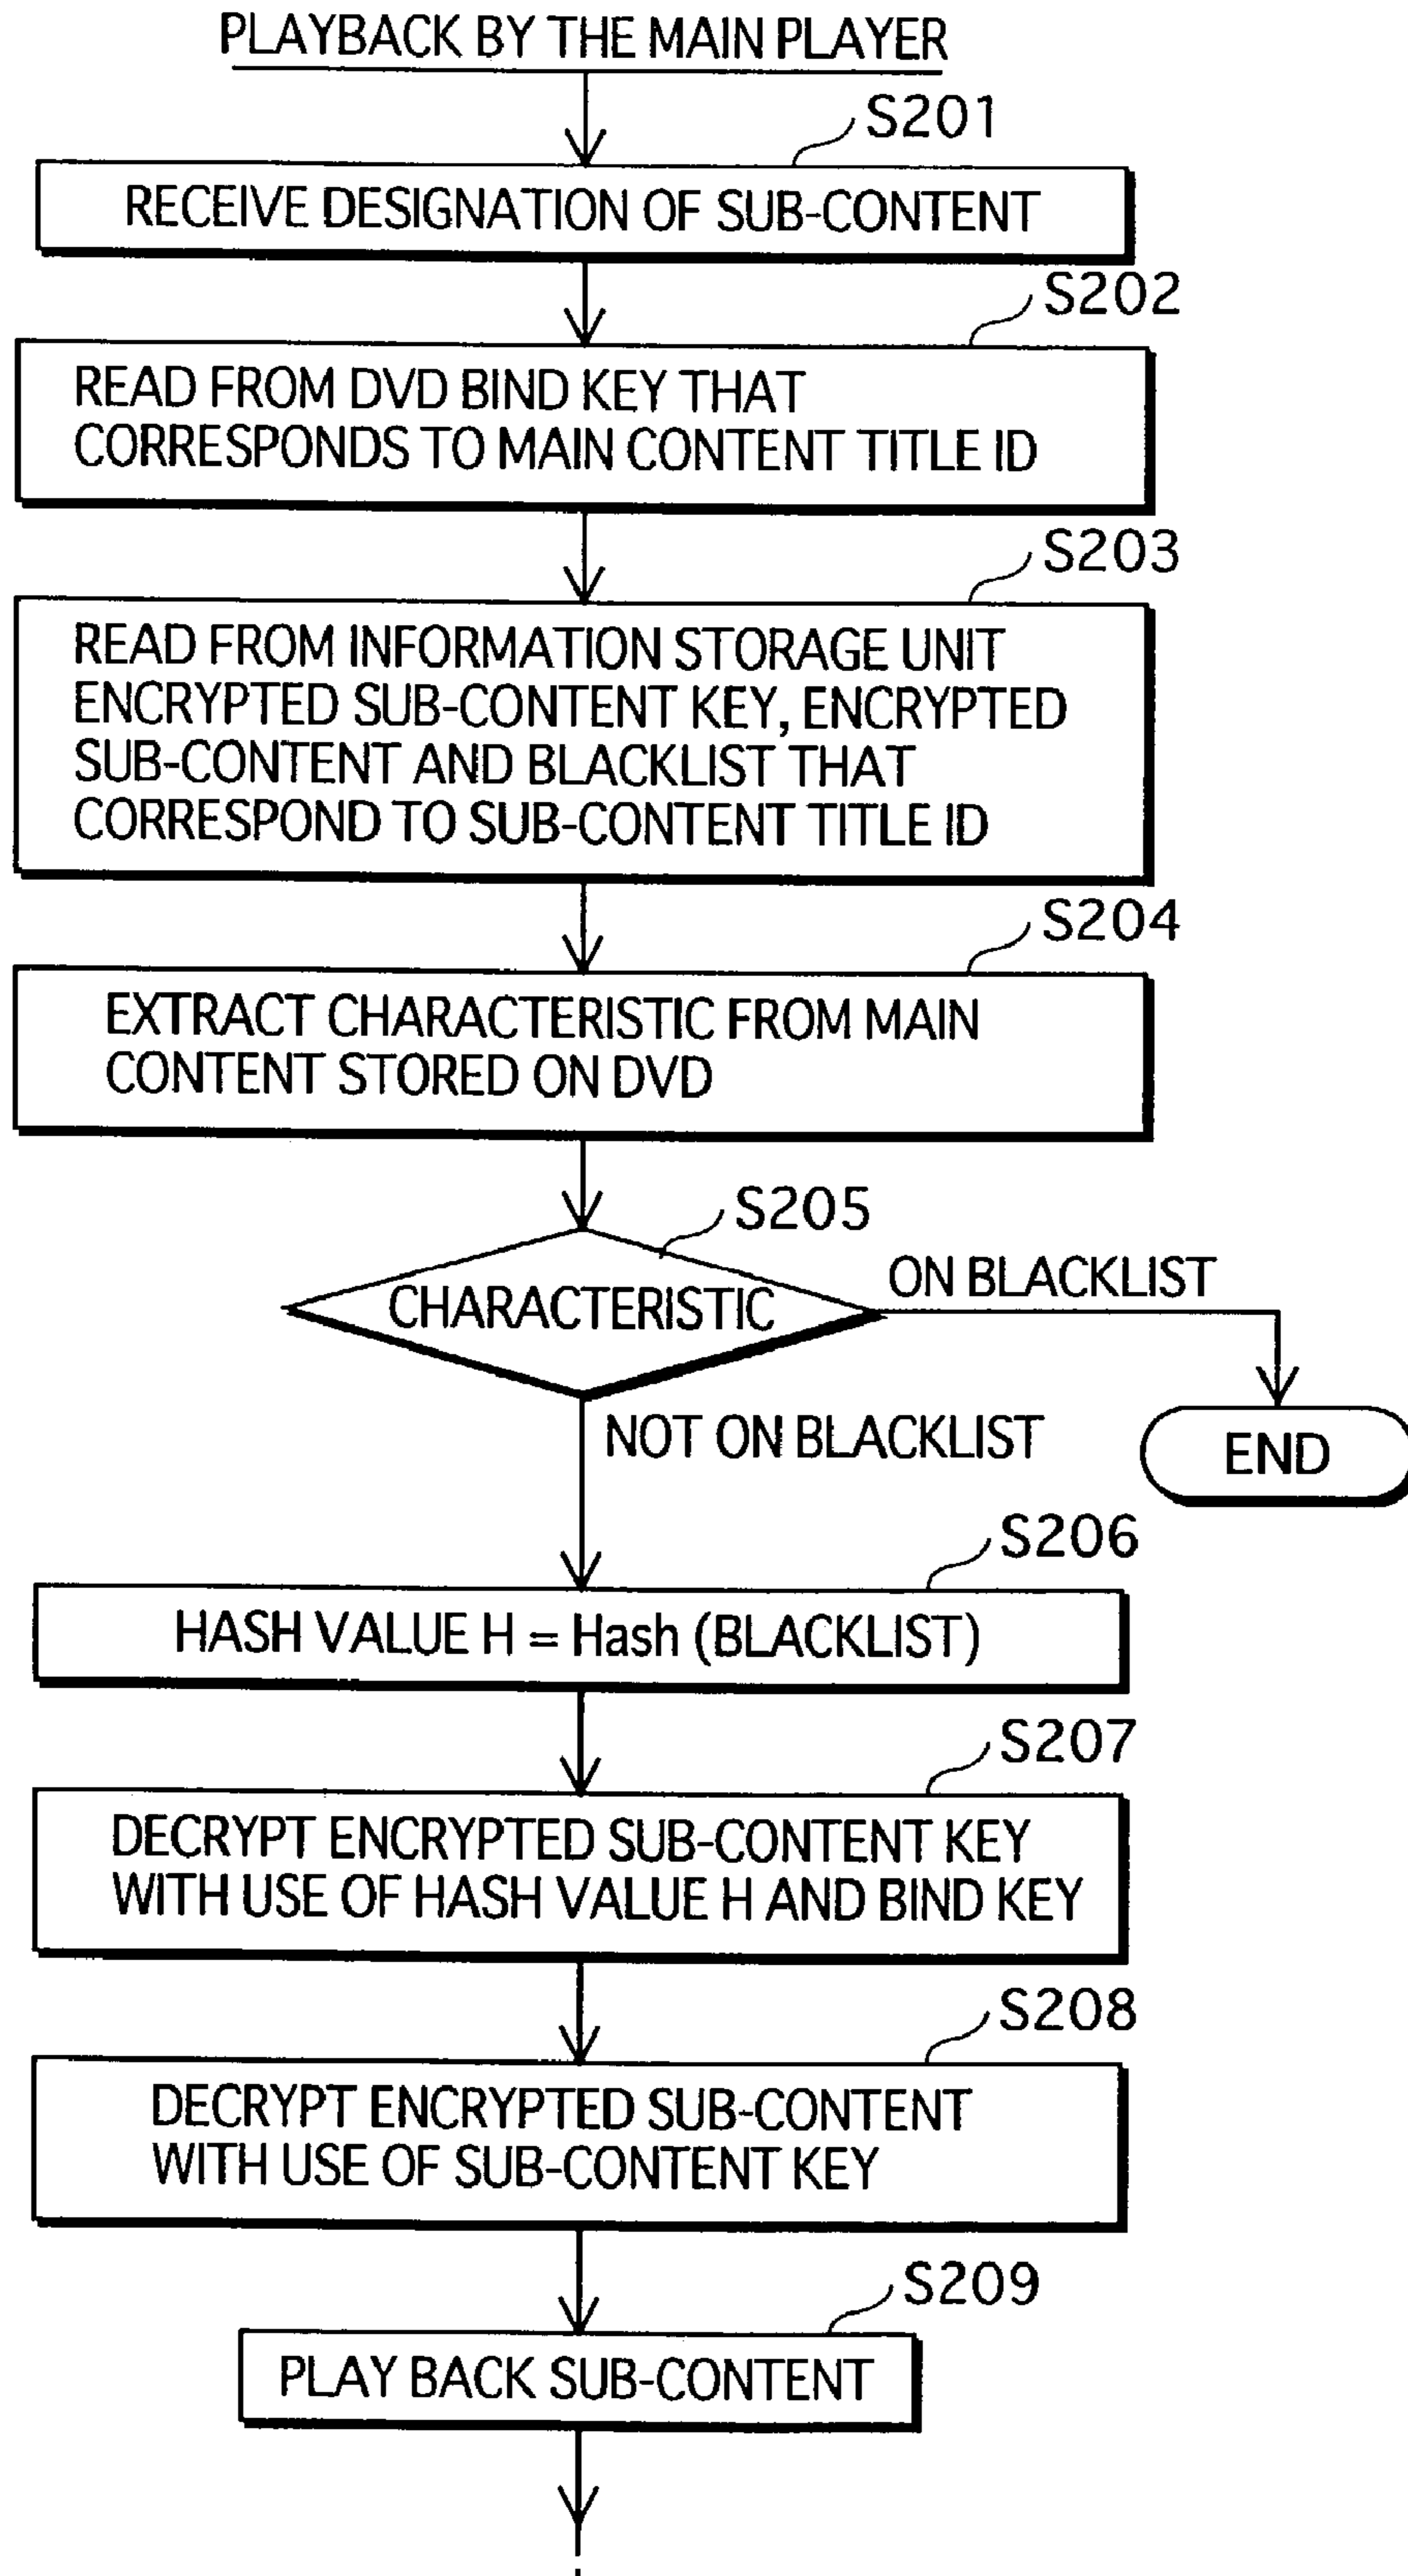 PLAYBACK BY THE MAIN PLAYER
S201
RECEIVE DESIGNATION OF SUB-CONTENT
S202
READ FROM DVD BIND KEY THAT
CORRESPONDS TO MAIN CONTENT TITLE ID
S203
READ FROM INFORMATION STORAGE UNIT
ENCRYPTED SUB-CONTENT KEY, ENCRYPTED
SUB-CONTENT AND BLACKLIST THAT
CORRESPOND TO SUB-CONTENT TITLE ID
S204
EXTRACT CHARACTERISTIC FROM MAIN
CONTENT STORED ON DVD
S205
CHARACTERISTIC
ON BLACKLIST
NOT ON BLACKLIST
END
S206
HASH VALUE H = Hash (BLACKLIST)
S207
DECRYPT ENCRYPTED SUB-CONTENT KEY
WITH USE OF HASH VALUE H AND BIND KEY
S208
DECRYPT ENCRYPTED SUB-CONTENT
WITH USE OF SUB-CONTENT KEY
S209
PLAY BACK SUB-CONTENT